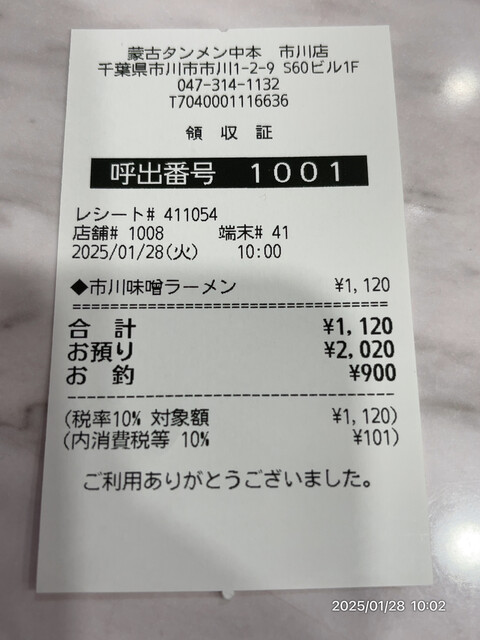 蒙古タンメン中本　市川店
千葉県市川市市川1-2-9 S60ビル1F
047-314-1132
T7040001116636
領　収　証
呼出番号　1001
レシート# 411054
店舗# 1008　　端末# 41
2025/01/28(火)　　10:00
◆市川味噌ラーメン　¥1,120
合　計　¥1,120
お預り　¥2,020
お　釣　¥900
(税率10% 対象額　¥1,120)
(内消費税等 10%　¥101)
ご利用ありがとうございました。
2025/01/28 10:02